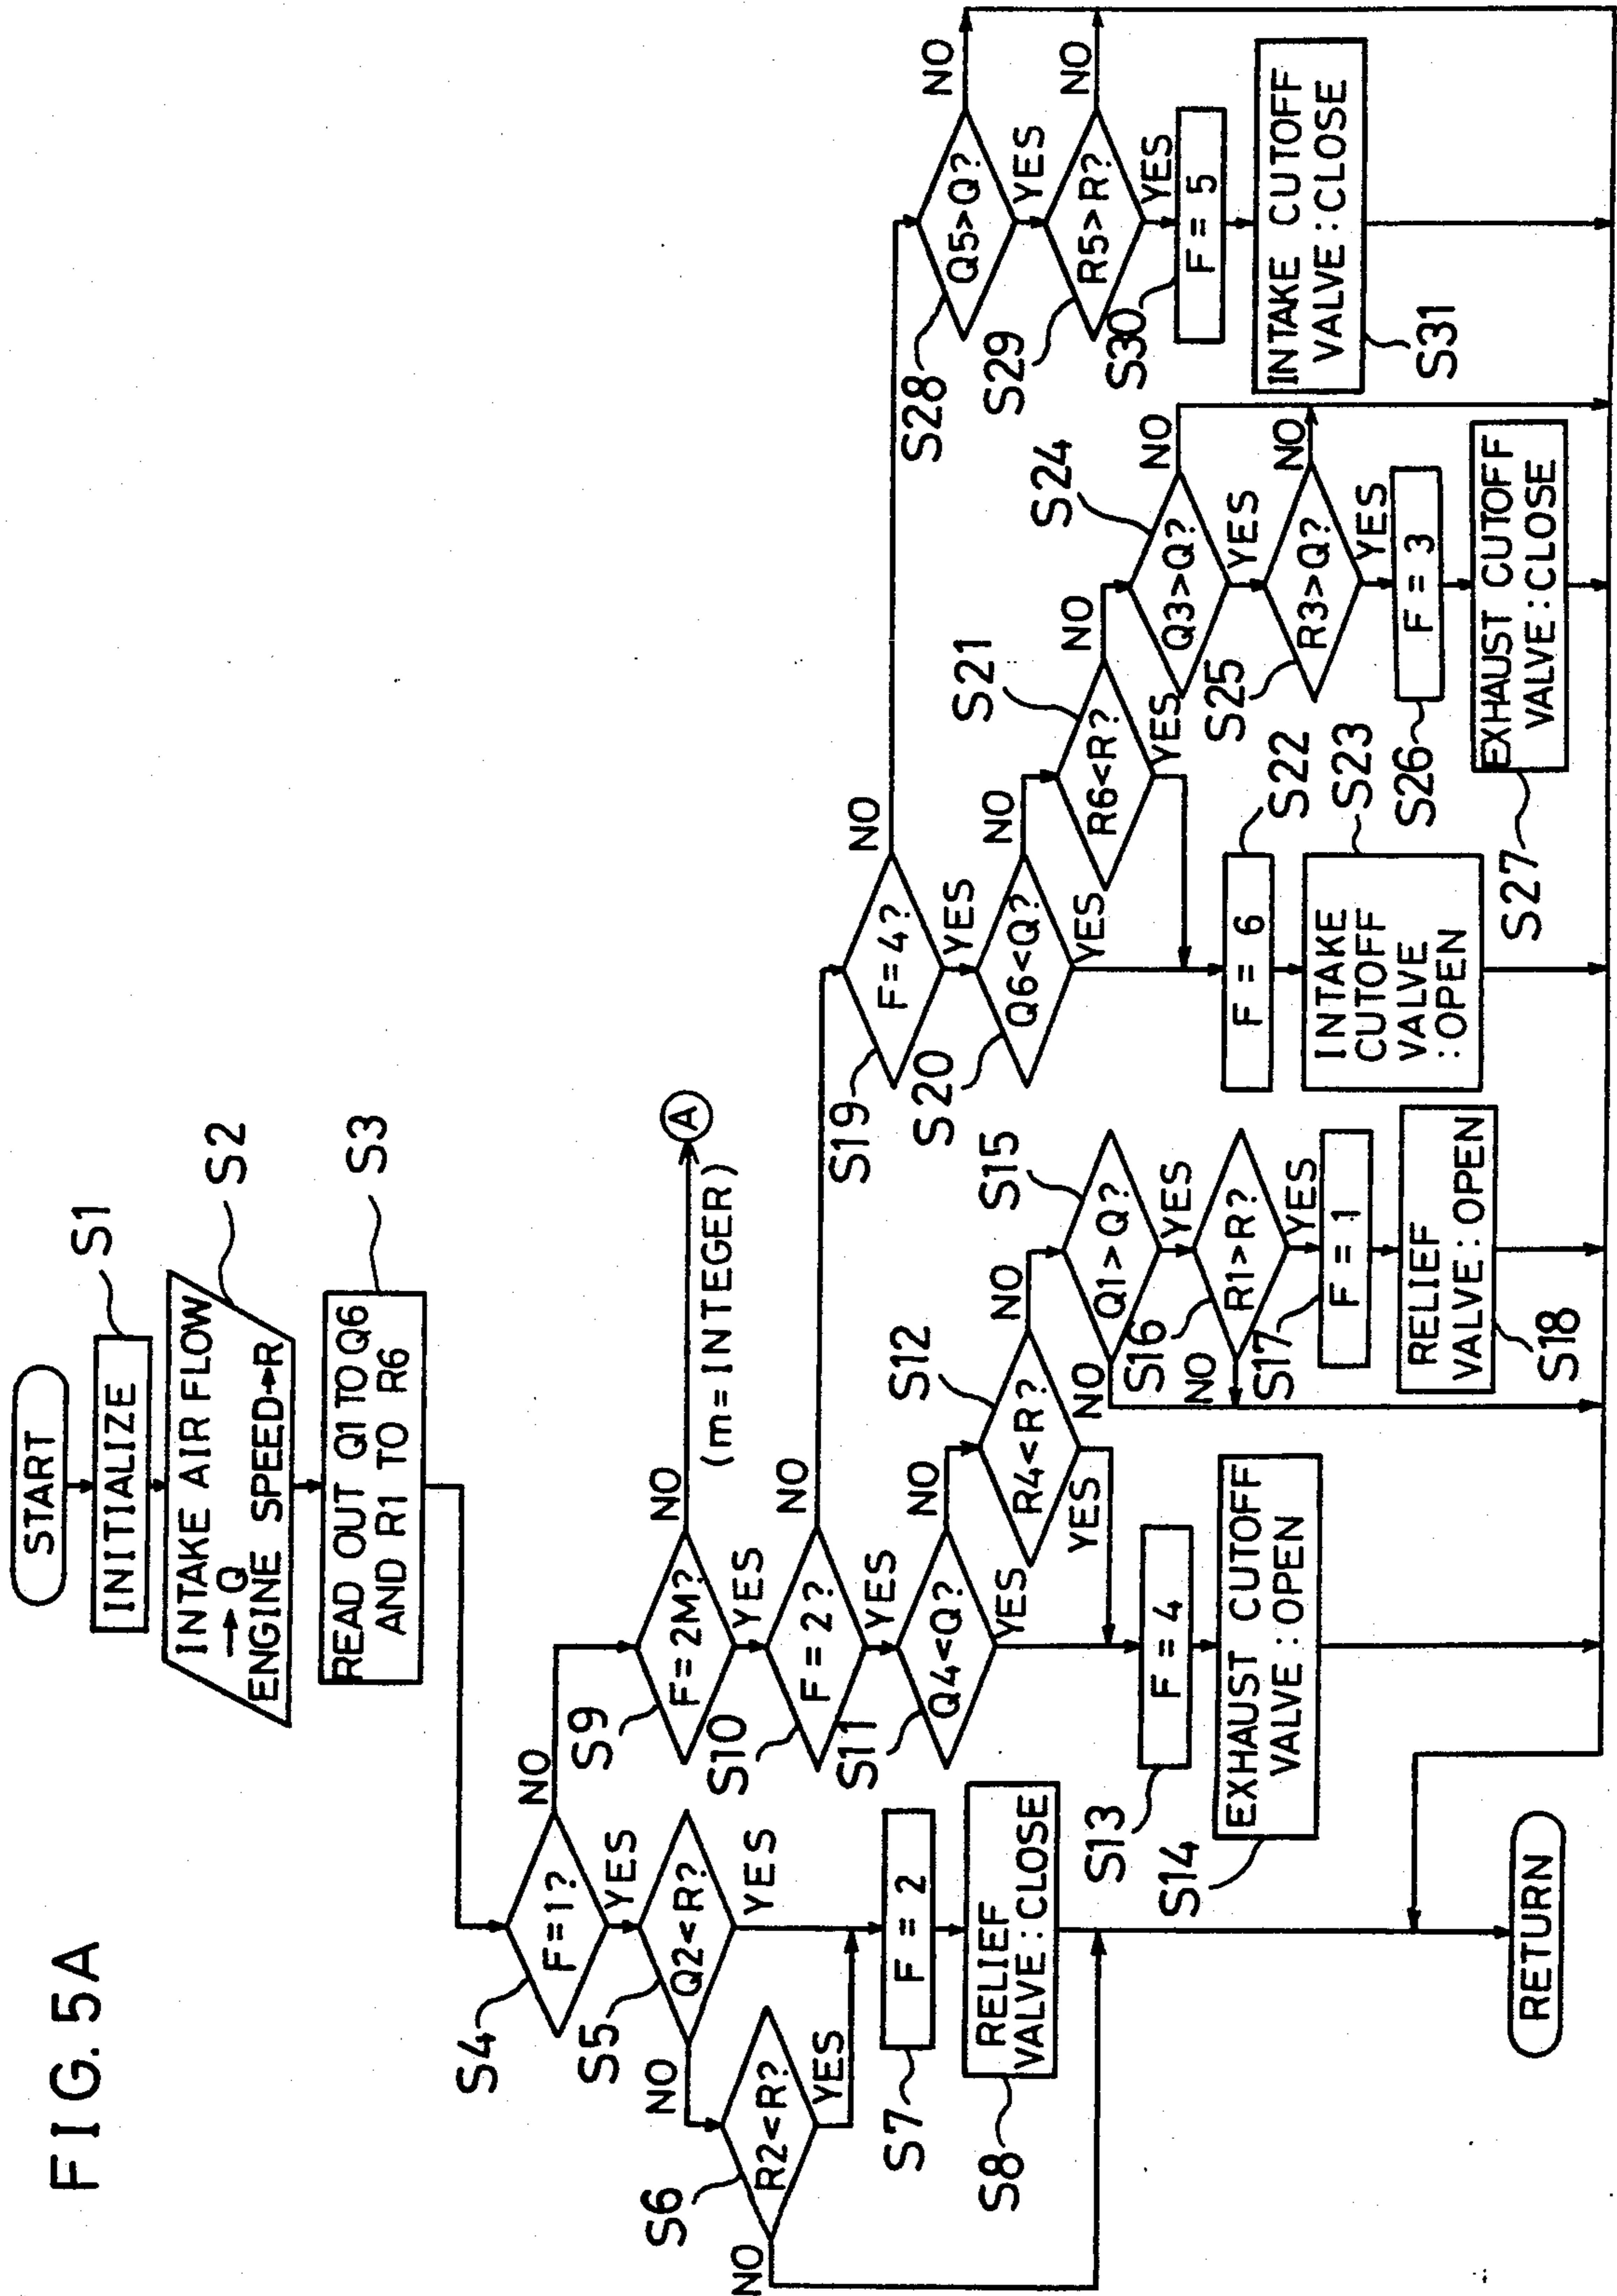 FIG. 5A
START
S1
INITIALIZE
S2
INTAKE AIR FLOW
→ Q
ENGINE SPEED→R
S3
READ OUT Q1 TO Q6
AND R1 TO R6
S4
F=1?
NO
YES
S5
Q2<R?
NO
YES
S6
R2<R?
NO
YES
S7
F = 2
S8
RELIEF
VALVE:CLOSE
S9
F=2M?
NO
A
(m=INTEGER)
YES
S10
F=2?
NO
YES
S11
Q4<Q?
NO
YES
S12
R4<R?
NO
YES
S13
F = 4
S14
EXHAUST CUTOFF
VALVE:OPEN
S15
Q1>Q?
NO
YES
S16
R1>R?
NO
YES
S17
F = 1
S18
RELIEF
VALVE:OPEN
S19
F=4?
NO
YES
S20
Q6<Q?
NO
YES
S21
R6<R?
NO
YES
S22
F = 6
S23
INTAKE
CUTOFF
VALVE
:OPEN
S24
Q3>Q?
NO
YES
S25
R3>Q?
NO
YES
S26
F = 3
S27
EXHAUST CUTOFF
VALVE:CLOSE
S28
Q5>Q?
NO
YES
S29
R5>R?
NO
YES
S30
F = 5
S31
INTAKE CUTOFF
VALVE:CLOSE
RETURN